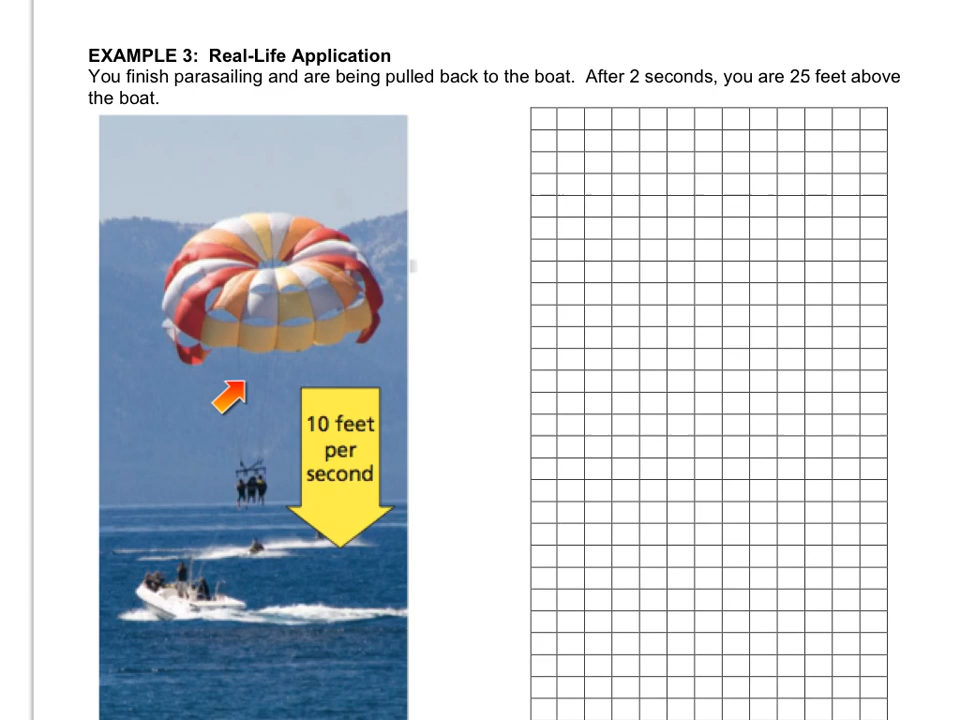 EXAMPLE 3:  Real-Life Application
You finish parasailing and are being pulled back to the boat.  After 2 seconds, you are 25 feet above
the boat.
10 feet
per
second